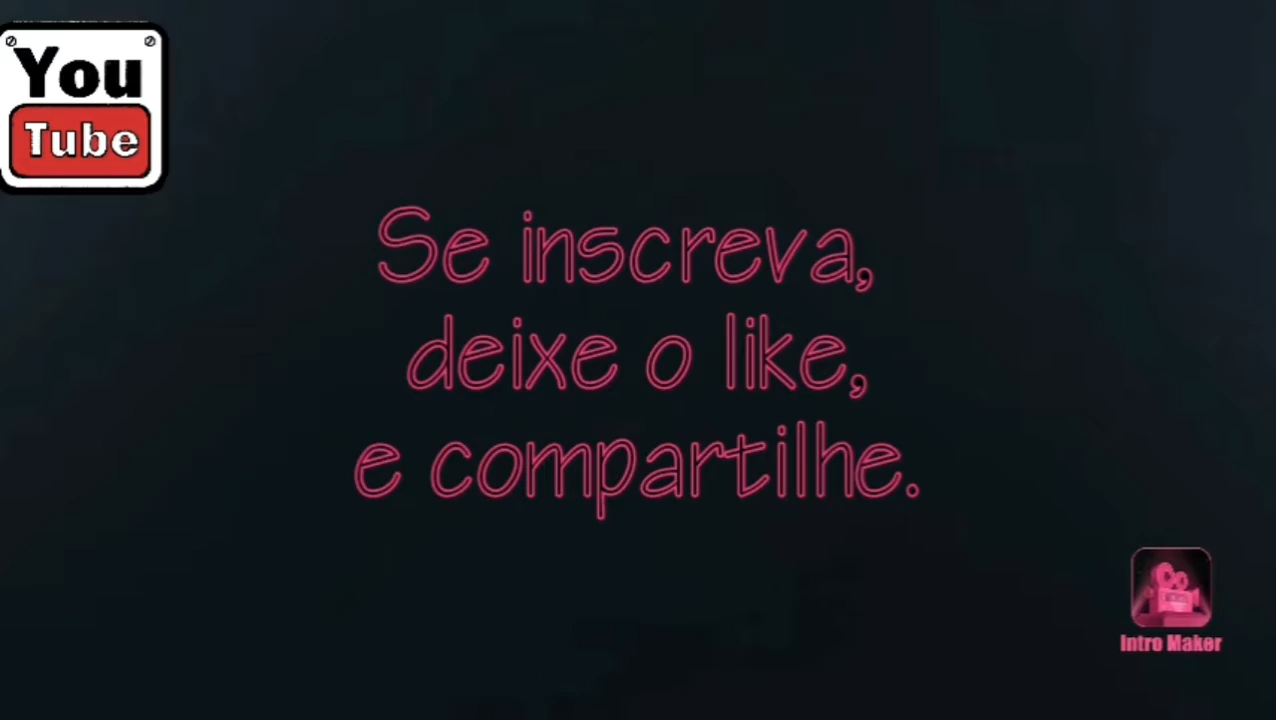 You
Tube
Se inscreva,
deixe o like,
e compartilhe.
Intro Maker